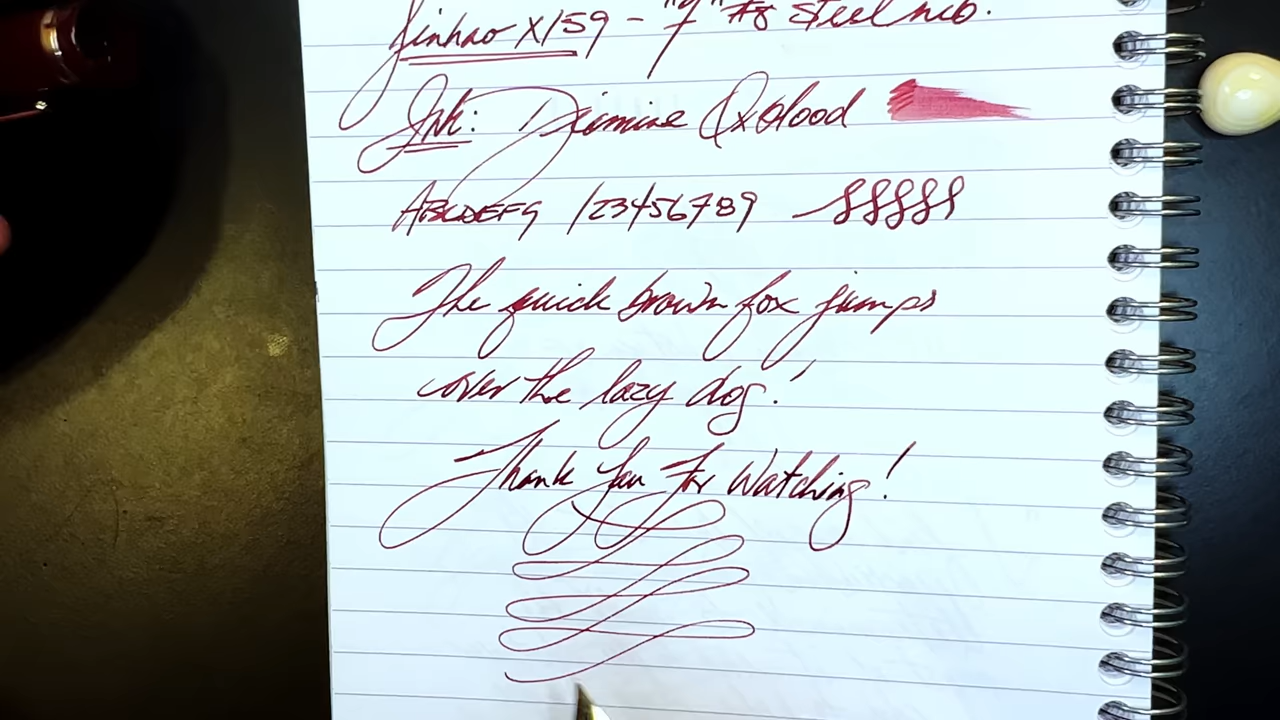 Jinhao X159 - "f" #8 steel nib.
Ink: Diamine Oxblood
ABCDEFG 123456789
The quick brown fox jumps
over the lazy dog!
Thank You For Watching!